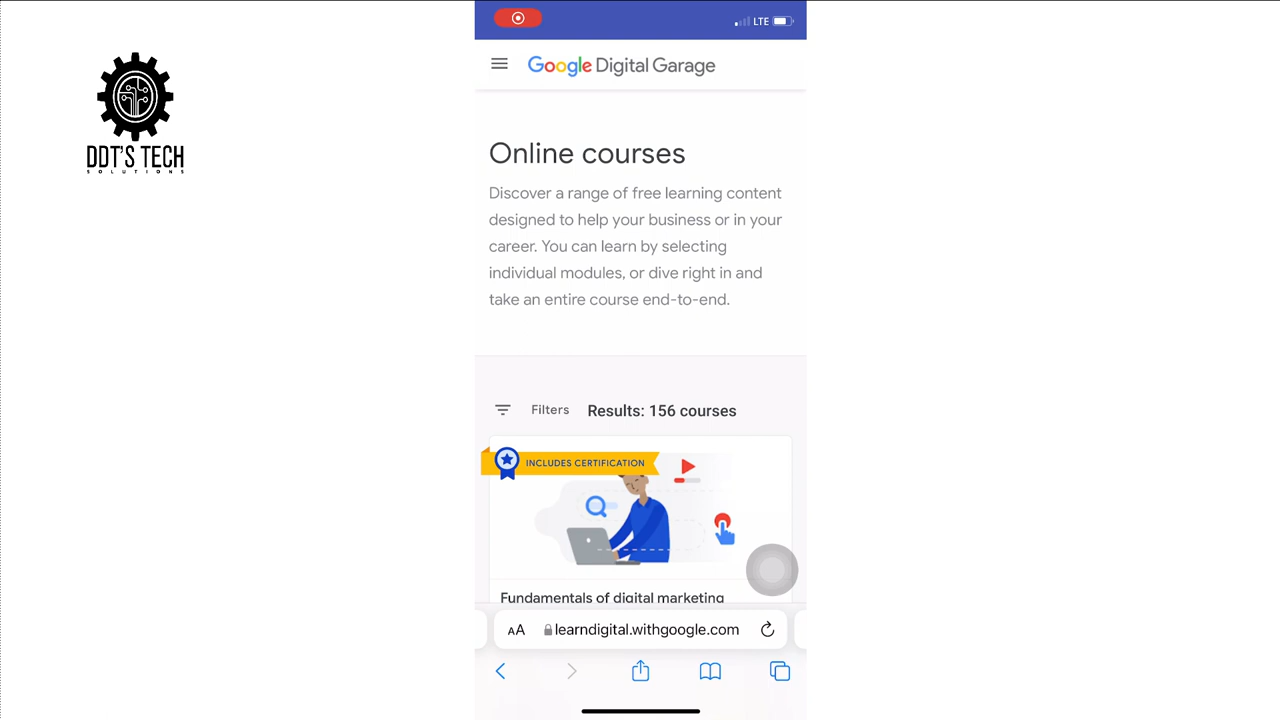 LTE
DDT'S TECH
SOLUTIONS
Google Digital Garage
Online courses
Discover a range of free learning content
designed to help your business or in your
career. You can learn by selecting
individual modules, or dive right in and
take an entire course end-to-end.
Filters Results: 156 courses
INCLUDES CERTIFICATION
Fundamentals of digital marketing
AA learndigital.withgoogle.com